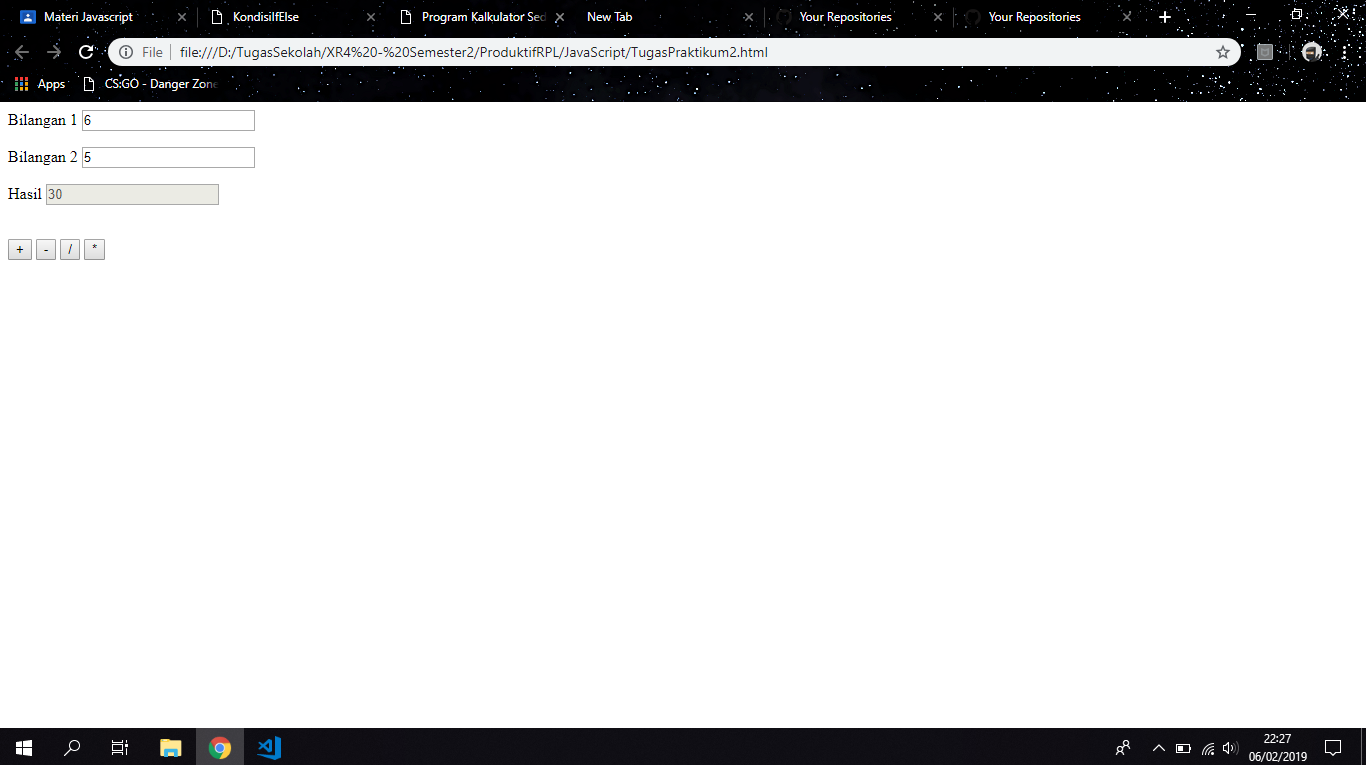 Materi Javascript
KondisiIfElse
Program Kalkulator Sed
New Tab
Your Repositories
Your Repositories
File
file:///D:/TugasSekolah/XR4%20-%20Semester2/ProduktifRPL/JavaScript/TugasPraktikum2.html
Apps
CS:GO - Danger Zone
Bilangan 1 6
Bilangan 2 5
Hasil 30
+ - / *
22:27
06/02/2019